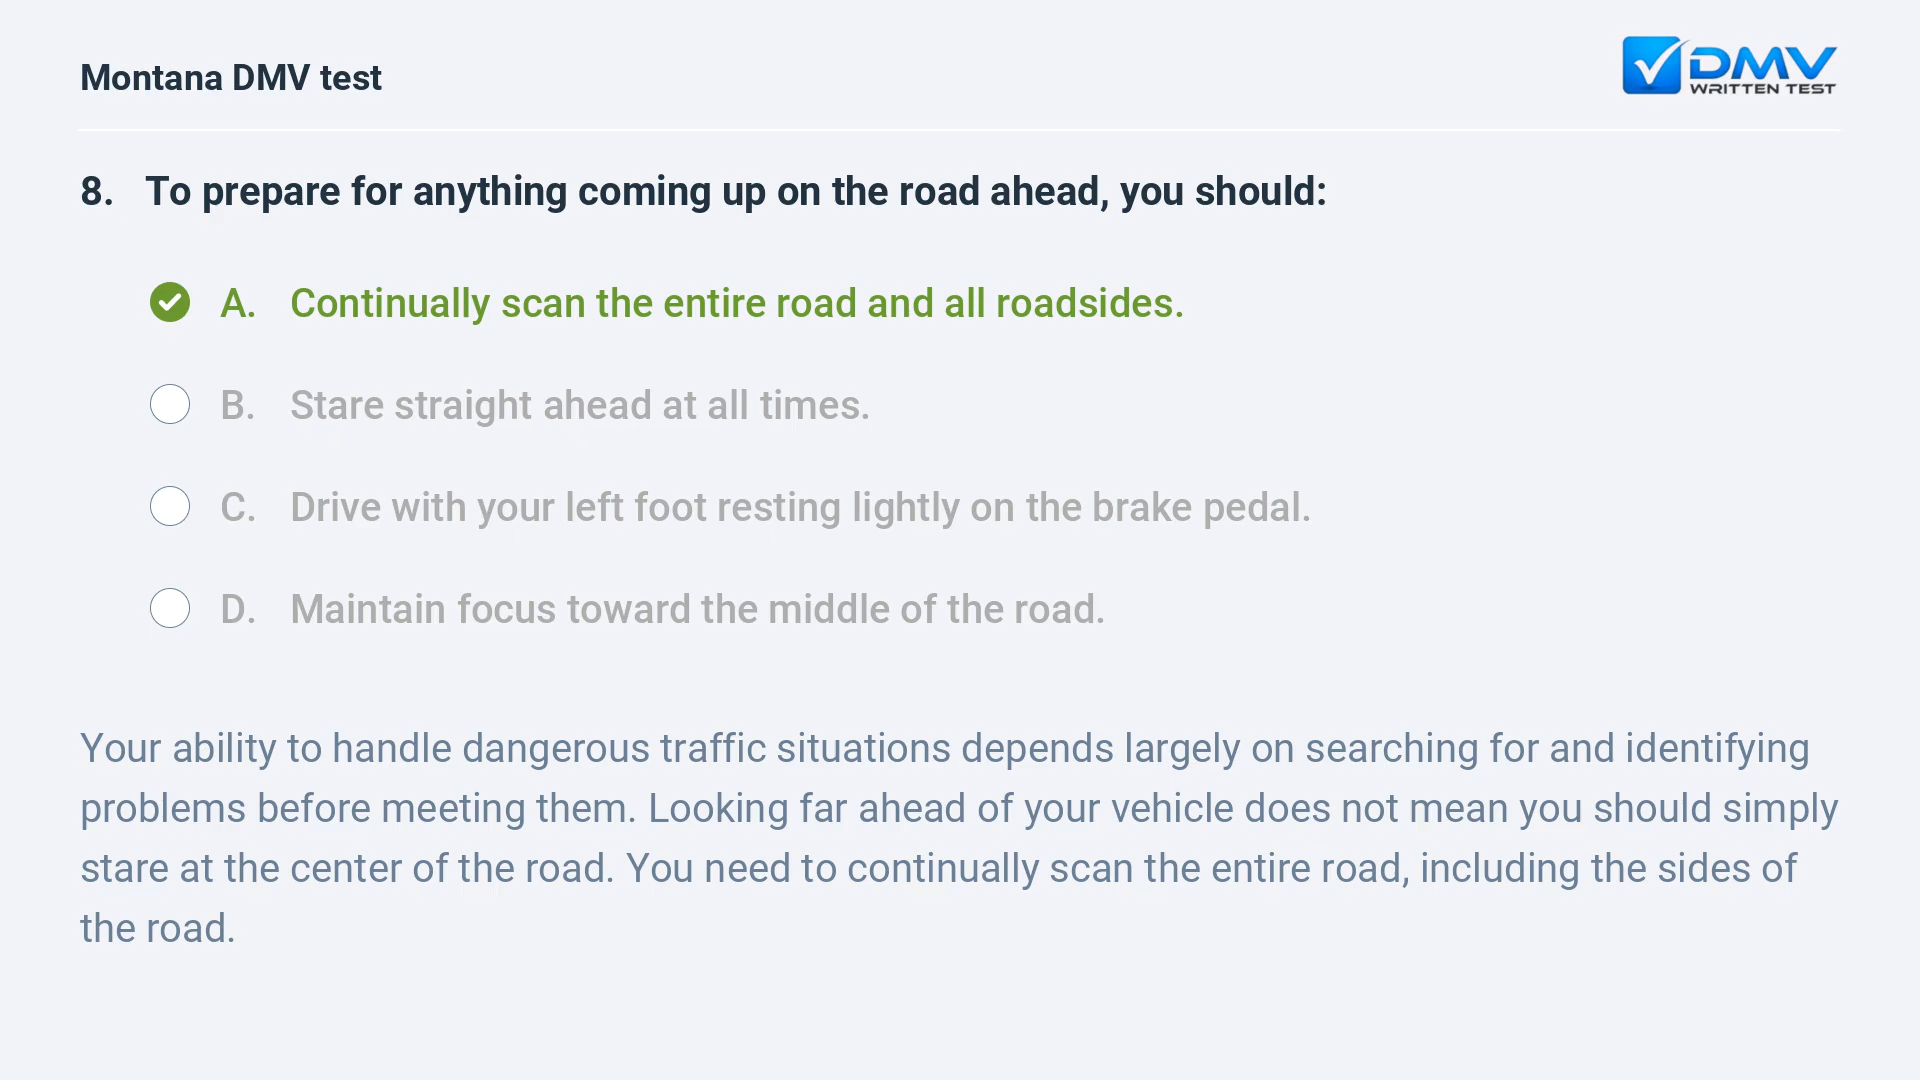 Montana DMV test
DMV
WRITTEN TEST
8. To prepare for anything coming up on the road ahead, you should:
A. Continually scan the entire road and all roadsides.
B. Stare straight ahead at all times.
C. Drive with your left foot resting lightly on the brake pedal.
D. Maintain focus toward the middle of the road.
Your ability to handle dangerous traffic situations depends largely on searching for and identifying
problems before meeting them. Looking far ahead of your vehicle does not mean you should simply
stare at the center of the road. You need to continually scan the entire road, including the sides of
the road.